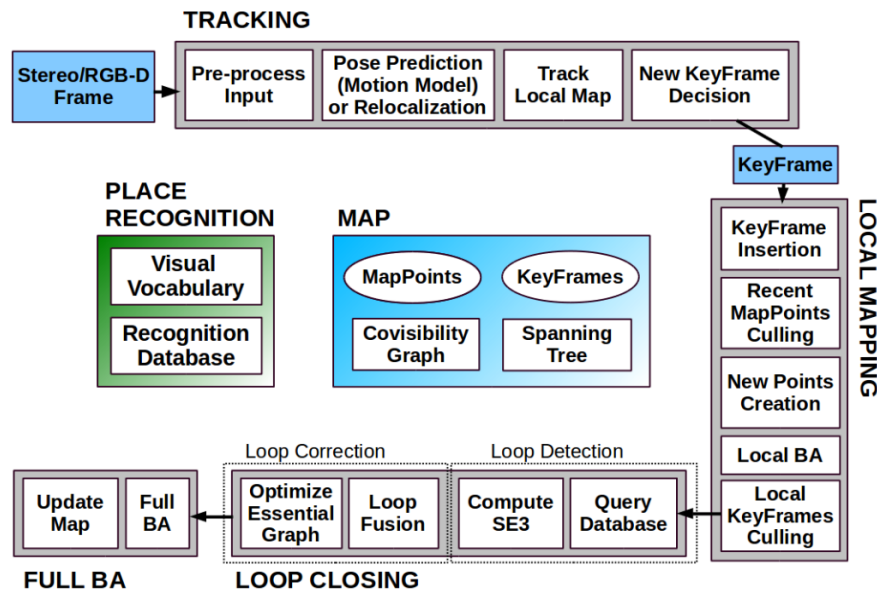 TRACKING
Stereo/RGB-D
Frame
Pre-process
Input
Pose Prediction
(Motion Model)
or Relocalization
Track
Local Map
New KeyFrame
Decision
KeyFrame
PLACE
RECOGNITION
Visual
Vocabulary
Recognition
Database
MAP
MapPoints
KeyFrames
Covisibility
Graph
Spanning
Tree
LOCAL MAPPING
KeyFrame
Insertion
Recent
MapPoints
Culling
New Points
Creation
Local BA
Local
KeyFrames
Culling
Loop Correction
Loop Detection
Optimize
Essential
Graph
Loop
Fusion
Compute
SE3
Query
Database
Update
Map
Full
BA
FULL BA
LOOP CLOSING